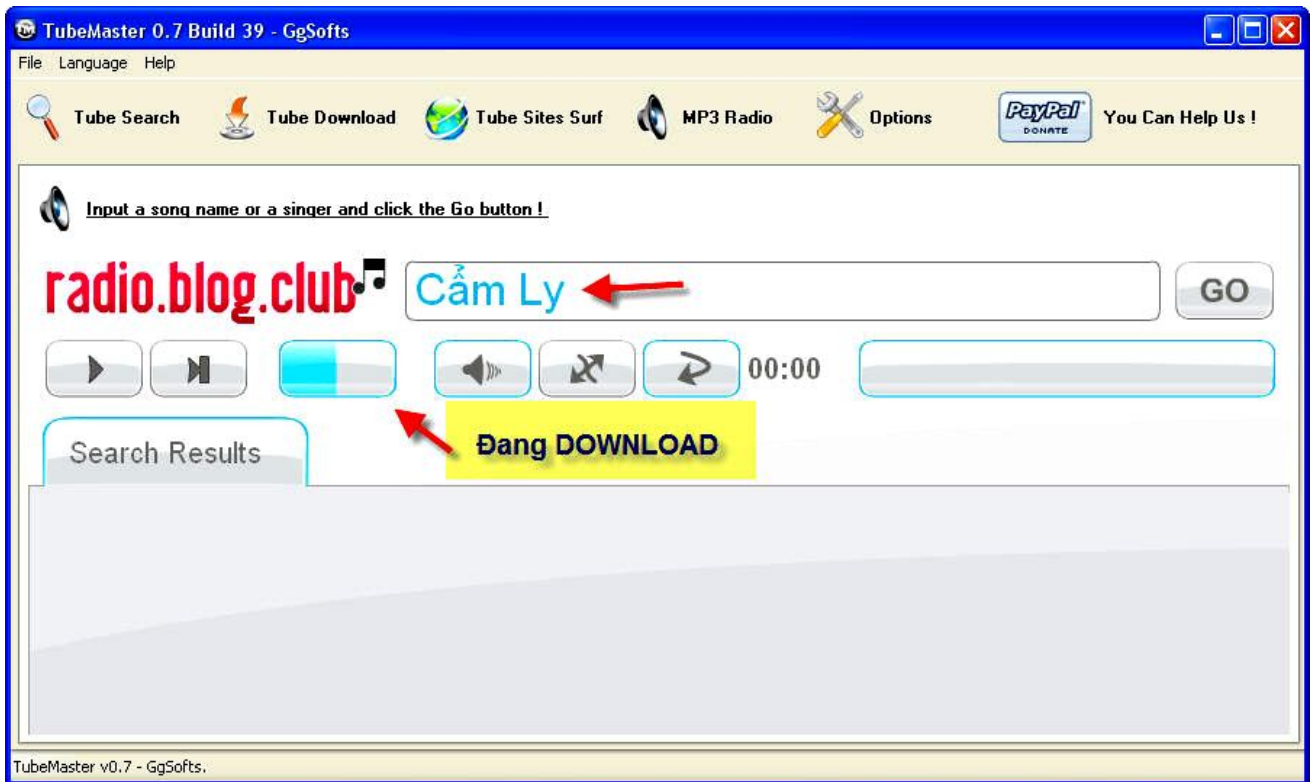 TubeMaster 0.7 Build 39 - GgSofts
File Language Help
Tube Search Tube Download Tube Sites Surf MP3 Radio Options PayPal DONATE You Can Help Us !
Input a song name or a singer and click the Go button !
radio.blog.club Cẩm Ly GO
00:00
Đang DOWNLOAD
Search Results
TubeMaster v0.7 - GgSofts.